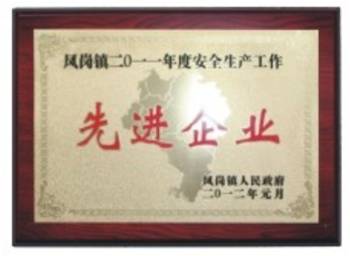 凤岗镇二〇一一年度安全生产工作
先进企业
凤岗镇人民政府
二〇一二年元月